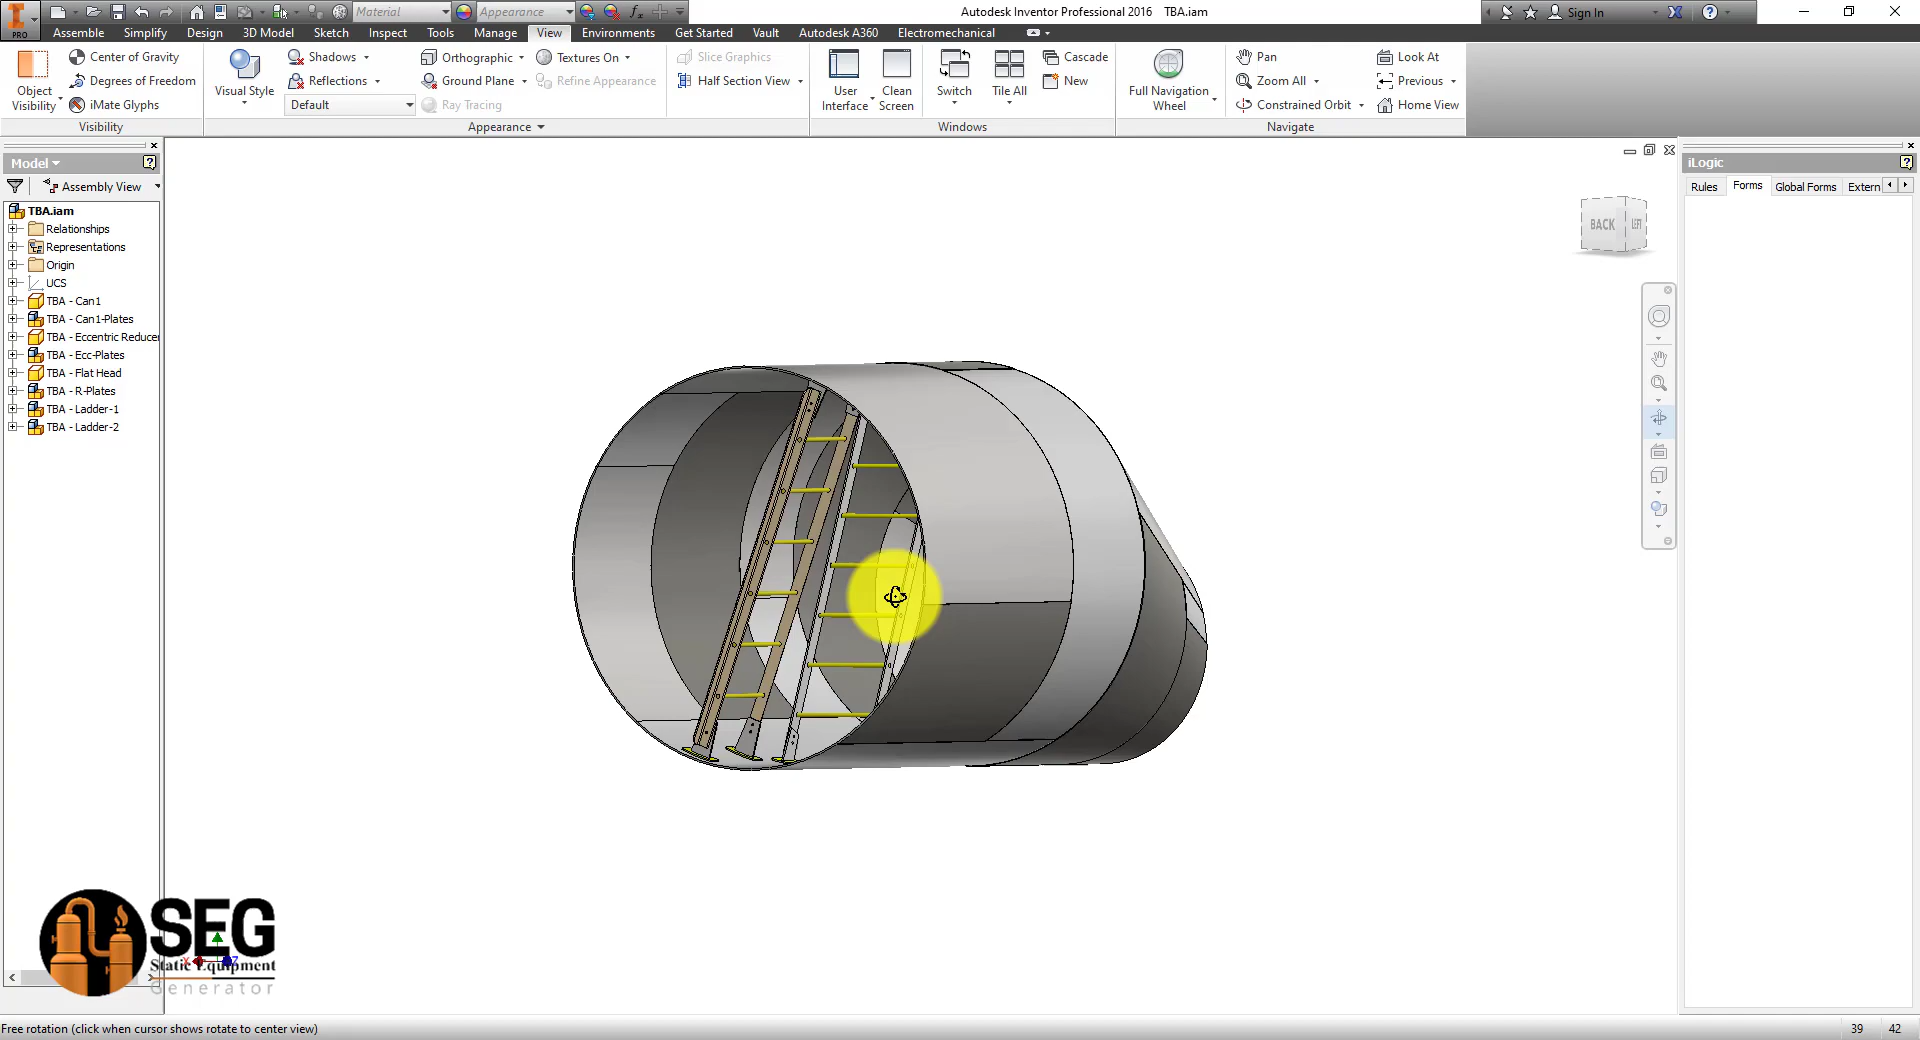 Material
Appearance
Autodesk Inventor Professional 2016 TBA.iam
Sign In
PRO
Assemble Simplify Design 3D Model Sketch Inspect Tools Manage View Environments Get Started Vault Autodesk A360 Electromechanical
Object Visibility
Center of Gravity
Degrees of Freedom
iMate Glyphs
Visibility
Visual Style
Shadows
Reflections
Default
Orthographic
Ground Plane
Ray Tracing
Textures On
Refine Appearance
Appearance
Slice Graphics
Half Section View
User Interface
Clean Screen
Switch
Tile All
Cascade
New
Windows
Full Navigation Wheel
Pan
Zoom All
Constrained Orbit
Look At
Previous
Home View
Navigate
Model
Assembly View
TBA.iam
Relationships
Representations
Origin
UCS
TBA - Can1
TBA - Can1-Plates
TBA - Eccentric Reducer
TBA - Ecc-Plates
TBA - Flat Head
TBA - R-Plates
TBA - Ladder-1
TBA - Ladder-2
BACK LEFT
iLogic
Rules Forms Global Forms Extern
SEG
Static Equipment
Generator
X Z
Free rotation (click when cursor shows rotate to center view)
39 42